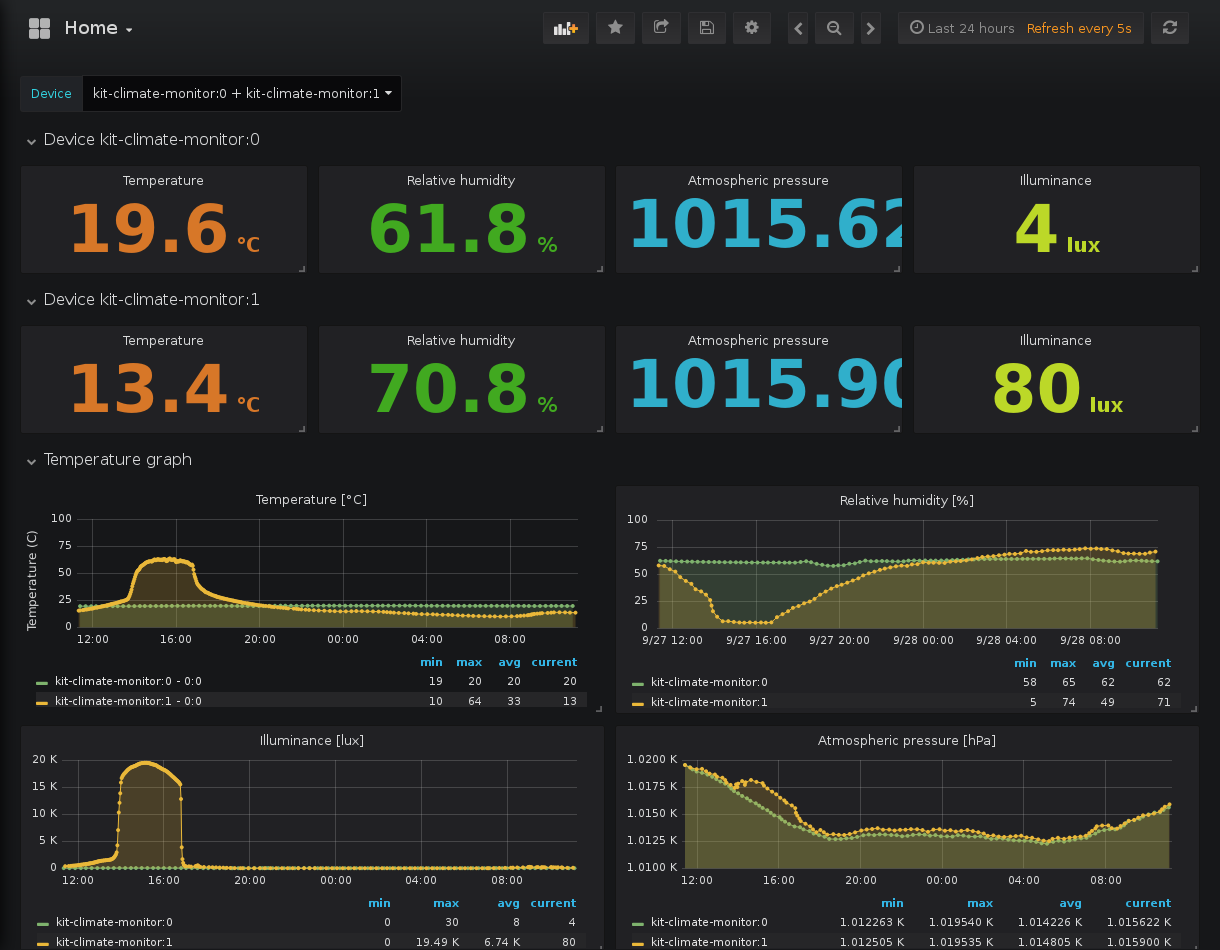 Home
Last 24 hours Refresh every 5s
Device kit-climate-monitor:0 + kit-climate-monitor:1
Device kit-climate-monitor:0
Temperature
19.6 °C
Relative humidity
61.8 %
Atmospheric pressure
1015.62
Illuminance
4 lux
Device kit-climate-monitor:1
Temperature
13.4 °C
Relative humidity
70.8 %
Atmospheric pressure
1015.90
Illuminance
80 lux
Temperature graph
Temperature [°C]
Temperature (C)
100
75
50
25
0
12:00 16:00 20:00 00:00 04:00 08:00
min max avg current
kit-climate-monitor:0 - 0:0 19 20 20 20
kit-climate-monitor:1 - 0:0 10 64 33 13
Relative humidity [%]
100
75
50
25
0
9/27 12:00 9/27 16:00 9/27 20:00 9/28 00:00 9/28 04:00 9/28 08:00
min max avg current
kit-climate-monitor:0 58 65 62 62
kit-climate-monitor:1 5 74 49 71
Illuminance [lux]
20 K
15 K
10 K
5 K
0
12:00 16:00 20:00 00:00 04:00 08:00
min max avg current
kit-climate-monitor:0 0 30 8 4
kit-climate-monitor:1 0 19.49 K 6.74 K 80
Atmospheric pressure [hPa]
1.0200 K
1.0175 K
1.0150 K
1.0125 K
1.0100 K
12:00 16:00 20:00 00:00 04:00 08:00
min max avg current
kit-climate-monitor:0 1.012263 K 1.019540 K 1.014226 K 1.015622 K
kit-climate-monitor:1 1.012505 K 1.019535 K 1.014805 K 1.015900 K